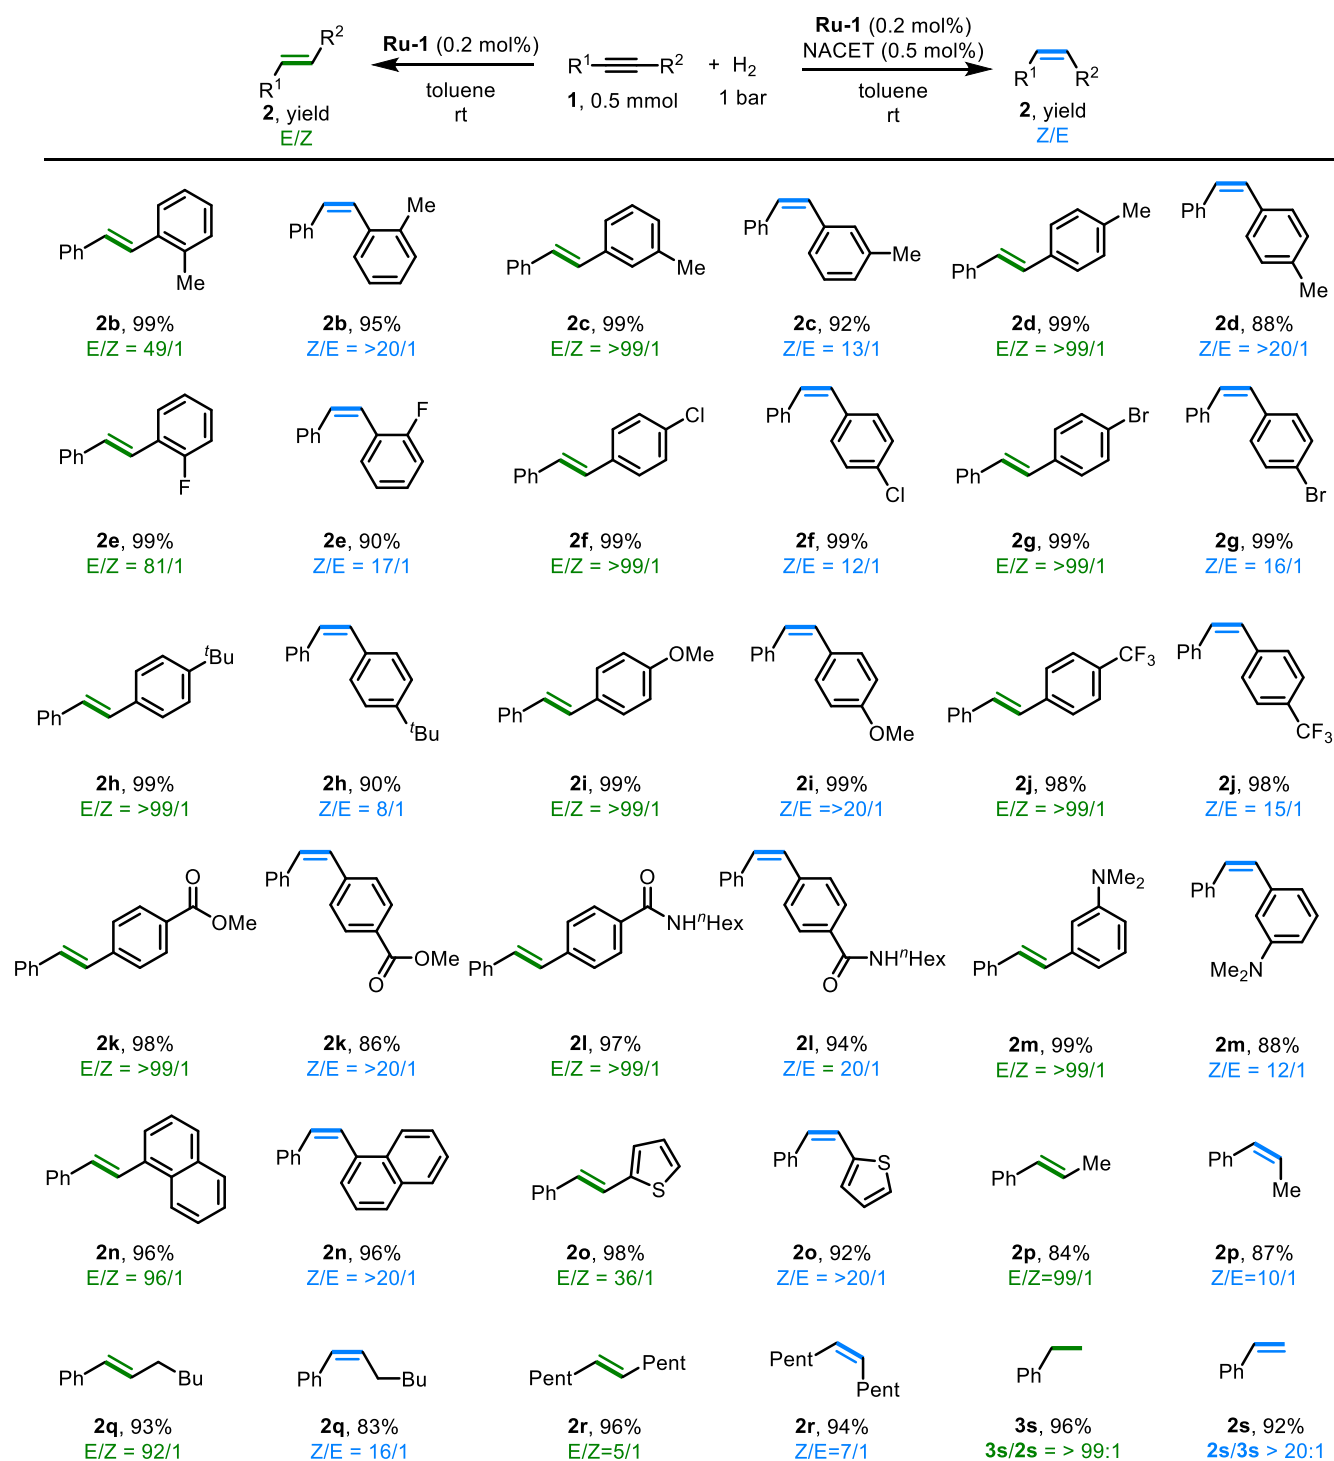 R2
R1
2, yield
E/Z
Ru-1 (0.2 mol%)
toluene
rt
R1 R2 + H2
1, 0.5 mmol 1 bar
Ru-1 (0.2 mol%)
NACET (0.5 mol%)
toluene
rt
R1 R2
2, yield
Z/E
Ph Me
Ph Me
Ph Me
Ph Me
Ph Me
Ph Me
2b, 99% 2b, 95% 2c, 99% 2c, 92% 2d, 99% 2d, 88%
E/Z = 49/1 Z/E = >20/1 E/Z = >99/1 Z/E = 13/1 E/Z = >99/1 Z/E = >20/1
Ph F
Ph F
Ph Cl
Ph Cl
Ph Br
Ph Br
2e, 99% 2e, 90% 2f, 99% 2f, 99% 2g, 99% 2g, 99%
E/Z = 81/1 Z/E = 17/1 E/Z = >99/1 Z/E = 12/1 E/Z = >99/1 Z/E = 16/1
Ph tBu
Ph tBu
Ph OMe
Ph OMe
Ph CF3
Ph CF3
2h, 99% 2h, 90% 2i, 99% 2i, 99% 2j, 98% 2j, 98%
E/Z = >99/1 Z/E = 8/1 E/Z = >99/1 Z/E =>20/1 E/Z = >99/1 Z/E = 15/1
Ph O OMe
Ph OMe O
Ph O NHnHex
Ph NHnHex O
Ph NMe2
Ph Me2N
2k, 98% 2k, 86% 2l, 97% 2l, 94% 2m, 99% 2m, 88%
E/Z = >99/1 Z/E = >20/1 E/Z = >99/1 Z/E = 20/1 E/Z = >99/1 Z/E = 12/1
Ph
Ph
Ph S
Ph S
Ph Me
Ph Me
2n, 96% 2n, 96% 2o, 98% 2o, 92% 2p, 84% 2p, 87%
E/Z = 96/1 Z/E = >20/1 E/Z = 36/1 Z/E = >20/1 E/Z=99/1 Z/E=10/1
Ph Bu
Ph Bu
Pent Pent
Pent Pent
Ph
Ph
2q, 93% 2q, 83% 2r, 96% 2r, 94% 3s, 96% 2s, 92%
E/Z = 92/1 Z/E = 16/1 E/Z=5/1 Z/E=7/1 3s/2s = > 99:1 2s/3s > 20:1